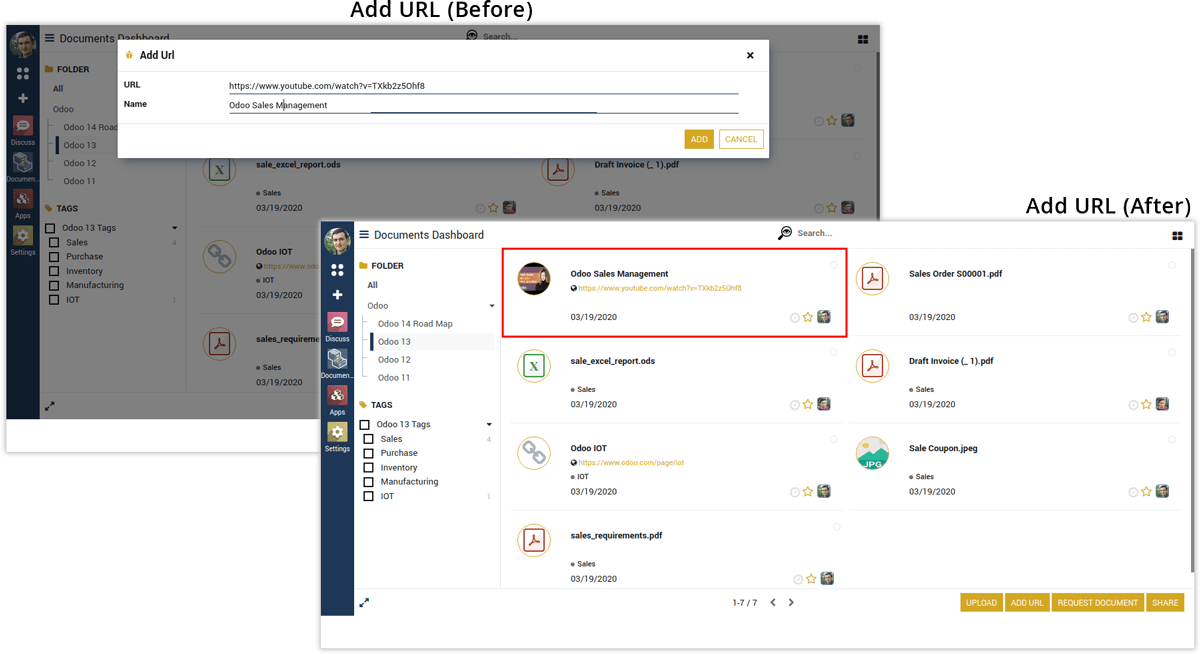 Add URL (Before)
Documents Dashboard
Search...
Add Url
URL
https://www.youtube.com/watch?v=TXkb2z5Ohf8
Name
Odoo Sales Management
ADD
CANCEL
FOLDER
All
Odoo
Odoo 14 Road
Odoo 13
Odoo 12
Odoo 11
TAGS
Odoo 13 Tags
Sales 4
Purchase
Inventory
Manufacturing
IOT 1
Discuss
Documen...
Apps
Settings
sale_excel_report.ods
Sales
03/19/2020
Draft Invoice (_ 1).pdf
Sales
03/19/2020
Odoo IOT
https://www.odoo
IOT
03/19/2020
sales_requireme
Sales
03/19/2020
Add URL (After)
Documents Dashboard
Search...
Discuss
Documen...
Apps
Settings
FOLDER
All
Odoo
Odoo 14 Road Map
Odoo 13
Odoo 12
Odoo 11
TAGS
Odoo 13 Tags
Sales 4
Purchase
Inventory
Manufacturing
IOT 1
Odoo Sales Management
https://www.youtube.com/watch?v=TXkb2z5Ohf8
03/19/2020
Sales Order S00001.pdf
03/19/2020
X
sale_excel_report.ods
Sales
03/19/2020
Draft Invoice (_ 1).pdf
Sales
03/19/2020
Odoo IOT
https://www.odoo.com/page/iot
IOT
03/19/2020
JPG
Sale Coupon.jpeg
Sales
03/19/2020
sales_requirements.pdf
Sales
03/19/2020
1-7 / 7
UPLOAD
ADD URL
REQUEST DOCUMENT
SHARE